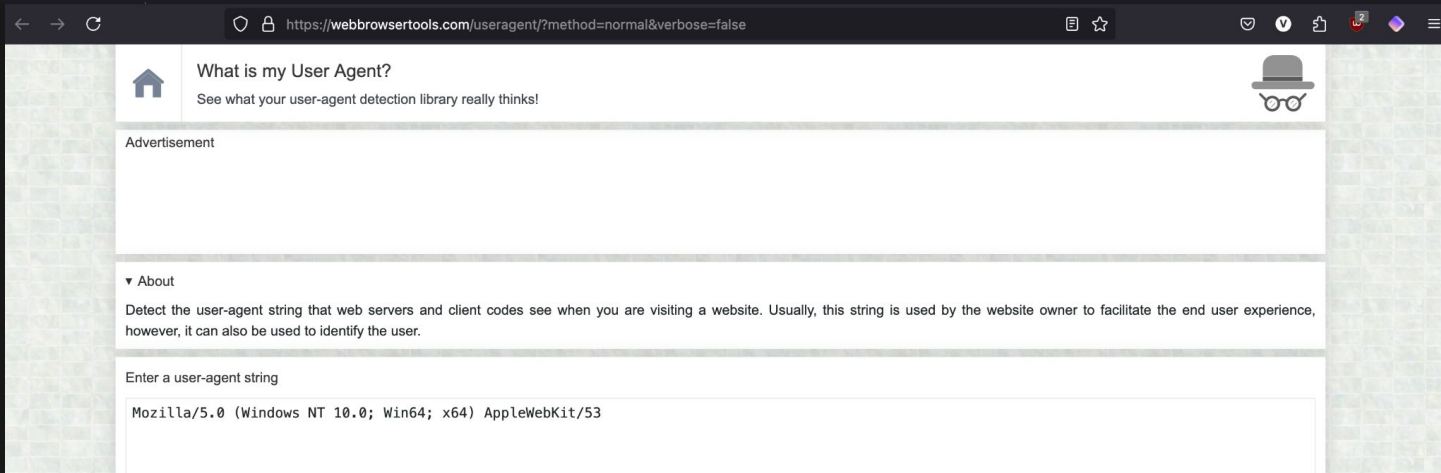 https://webbrowsertools.com/useragent/?method=normal&verbose=false
V
2
What is my User Agent?
See what your user-agent detection library really thinks!
Advertisement
▾ About
Detect the user-agent string that web servers and client codes see when you are visiting a website. Usually, this string is used by the website owner to facilitate the end user experience,
however, it can also be used to identify the user.
Enter a user-agent string
Mozilla/5.0 (Windows NT 10.0; Win64; x64) AppleWebKit/53